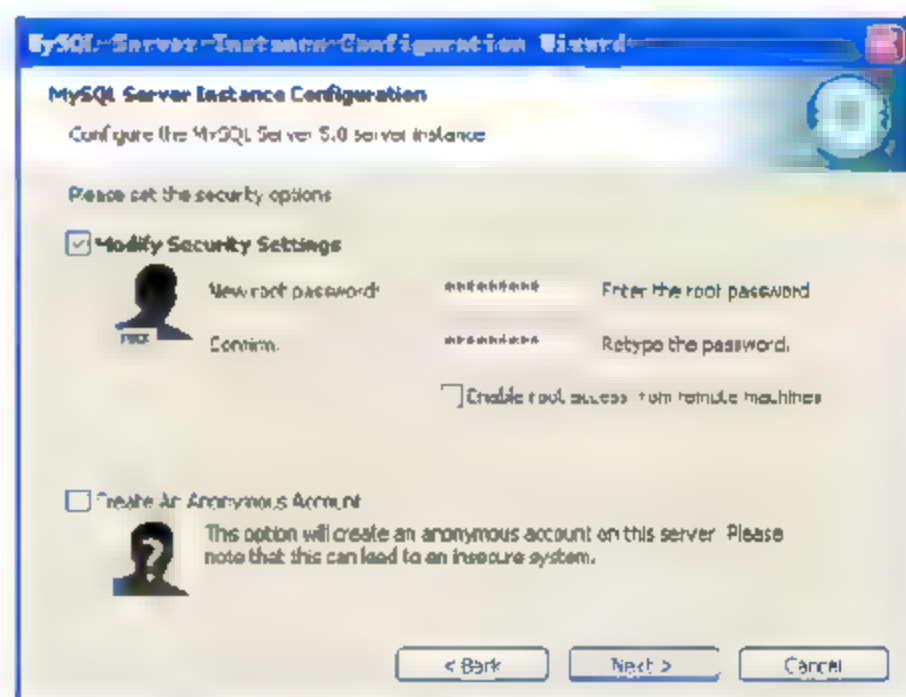 MySQL Server Instance Configuration Wizard
MySQL Server Instance Configuration
Configure the MySQL Server 5.0 server instance
Please set the security options
Modify Security Settings
New root password: ********* Enter the root password
root
Confirm: ********* Retype the password.
Enable root access from remote machines
Create An Anonymous Account
This option will create an anonymous account on this server. Please
note that this can lead to an insecure system.
< Back Next > Cancel